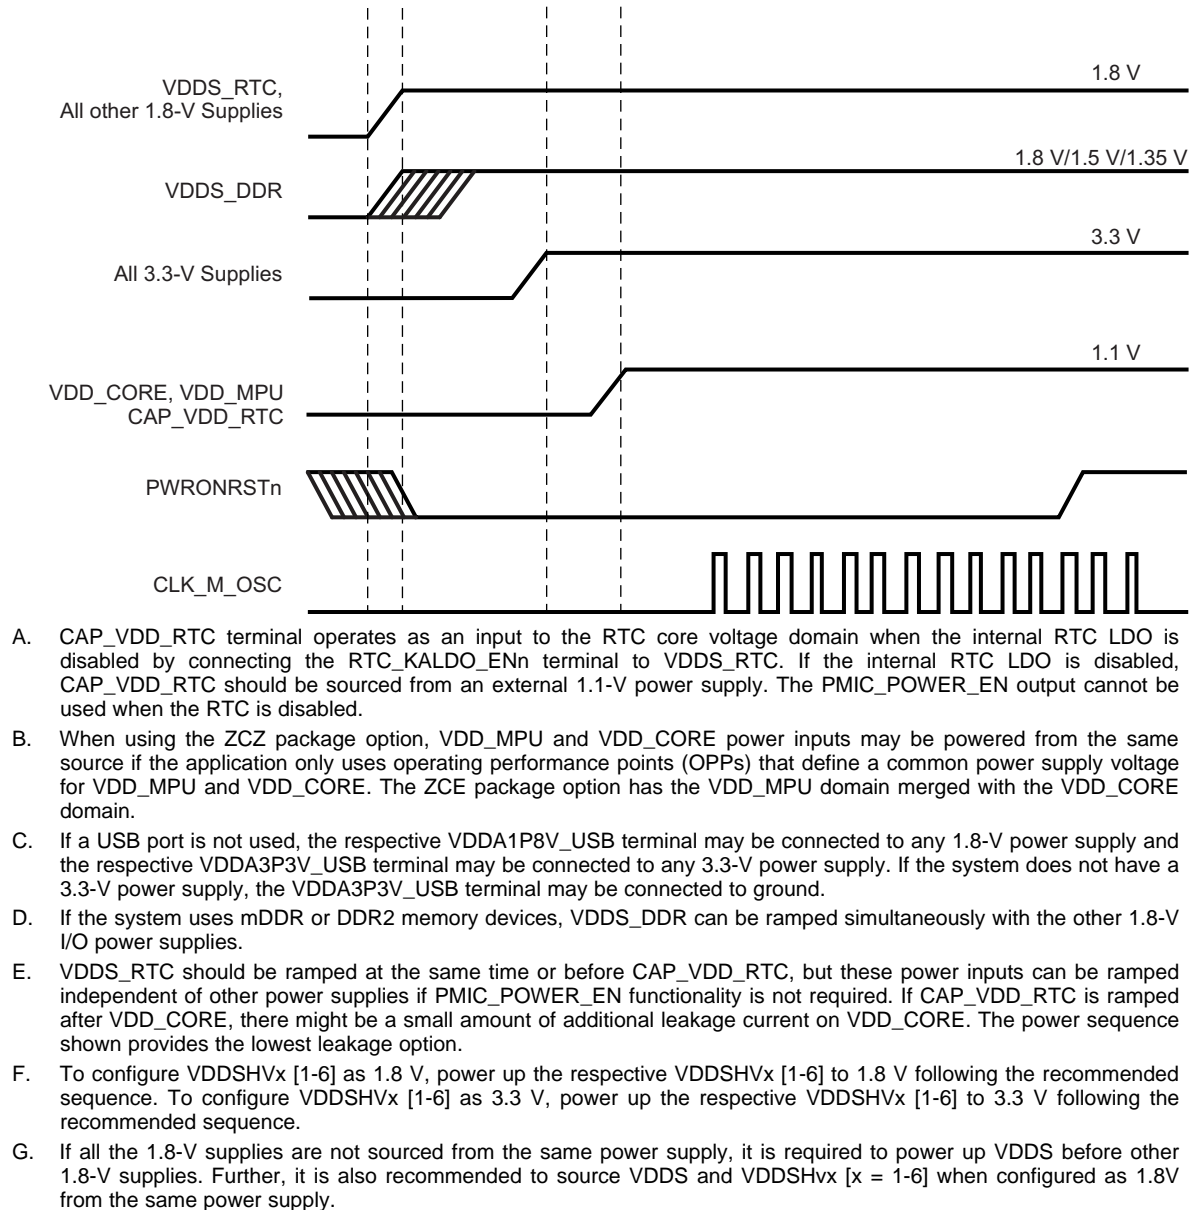 VDDS_RTC,
All other 1.8-V Supplies
1.8 V
VDDS_DDR
1.8 V/1.5 V/1.35 V
All 3.3-V Supplies
3.3 V
VDD_CORE, VDD_MPU
CAP_VDD_RTC
1.1 V
PWRONRSTn
CLK_M_OSC
A. CAP_VDD_RTC terminal operates as an input to the RTC core voltage domain when the internal RTC LDO is
disabled by connecting the RTC_KALDO_ENn terminal to VDDS_RTC. If the internal RTC LDO is disabled,
CAP_VDD_RTC should be sourced from an external 1.1-V power supply. The PMIC_POWER_EN output cannot be
used when the RTC is disabled.
B. When using the ZCZ package option, VDD_MPU and VDD_CORE power inputs may be powered from the same
source if the application only uses operating performance points (OPPs) that define a common power supply voltage
for VDD_MPU and VDD_CORE. The ZCE package option has the VDD_MPU domain merged with the VDD_CORE
domain.
C. If a USB port is not used, the respective VDDA1P8V_USB terminal may be connected to any 1.8-V power supply and
the respective VDDA3P3V_USB terminal may be connected to any 3.3-V power supply. If the system does not have a
3.3-V power supply, the VDDA3P3V_USB terminal may be connected to ground.
D. If the system uses mDDR or DDR2 memory devices, VDDS_DDR can be ramped simultaneously with the other 1.8-V
I/O power supplies.
E. VDDS_RTC should be ramped at the same time or before CAP_VDD_RTC, but these power inputs can be ramped
independent of other power supplies if PMIC_POWER_EN functionality is not required. If CAP_VDD_RTC is ramped
after VDD_CORE, there might be a small amount of additional leakage current on VDD_CORE. The power sequence
shown provides the lowest leakage option.
F. To configure VDDSHVx [1-6] as 1.8 V, power up the respective VDDSHVx [1-6] to 1.8 V following the recommended
sequence. To configure VDDSHVx [1-6] as 3.3 V, power up the respective VDDSHVx [1-6] to 3.3 V following the
recommended sequence.
G. If all the 1.8-V supplies are not sourced from the same power supply, it is required to power up VDDS before other
1.8-V supplies. Further, it is also recommended to source VDDS and VDDSHvx [x = 1-6] when configured as 1.8V
from the same power supply.